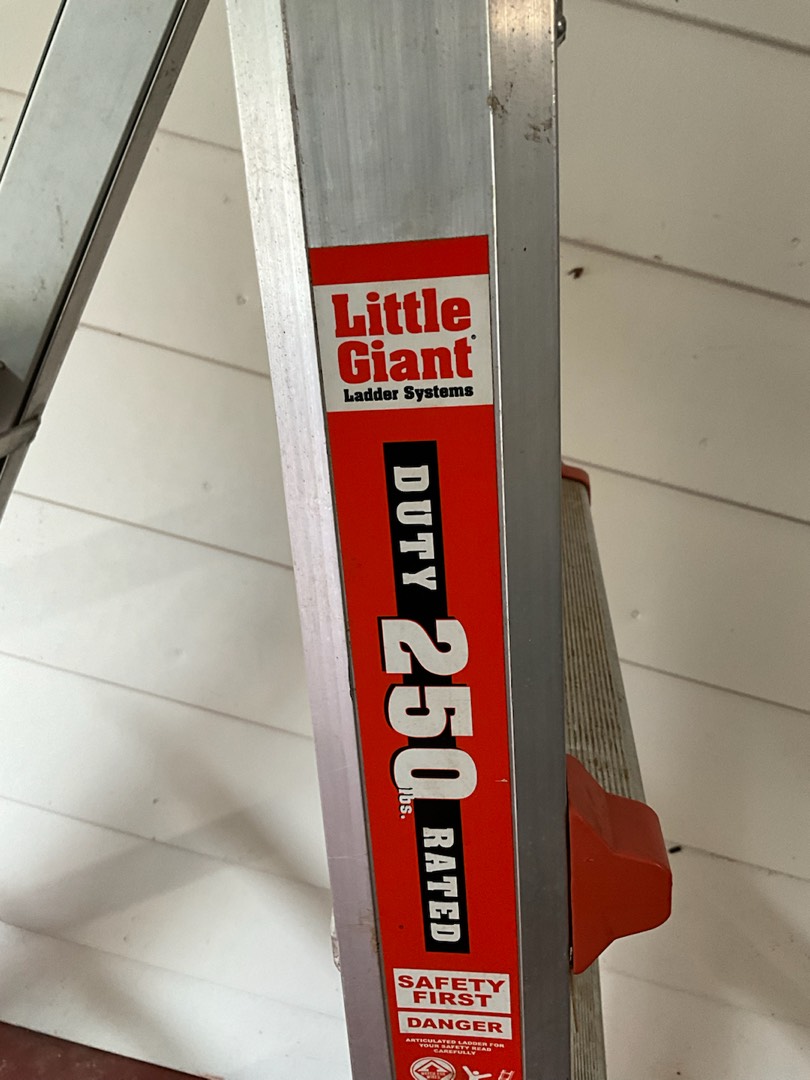 Little
Giant®
Ladder Systems
DUTY
250
lbs.
RATED
SAFETY
FIRST
DANGER
ARTICULATED LADDER FOR
YOUR SAFETY READ
CAREFULLY